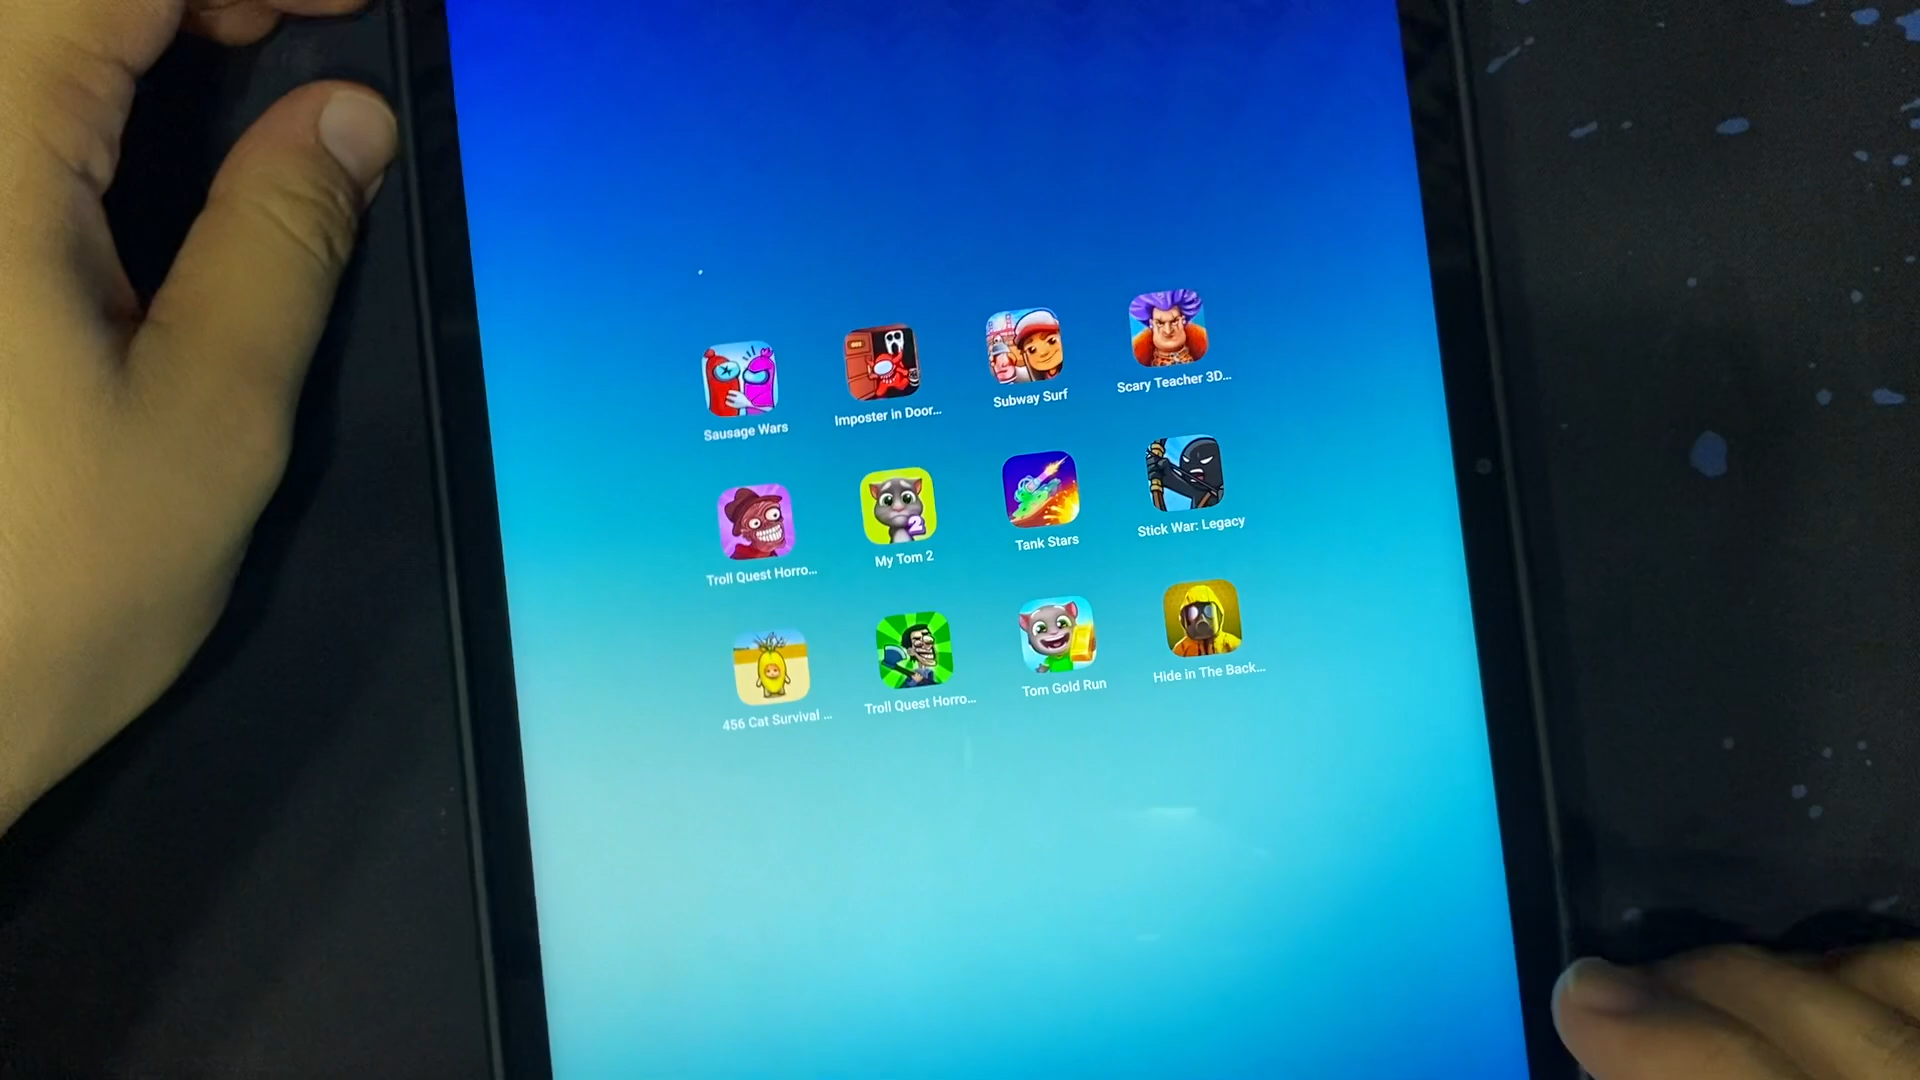 Sausage Wars
Imposter in Door...
Subway Surf
Scary Teacher 3D...
Troll Quest Horro...
My Tom 2
2
Tank Stars
Stick War: Legacy
456 Cat Survival ...
Troll Quest Horro...
Tom Gold Run
Hide in The Back...